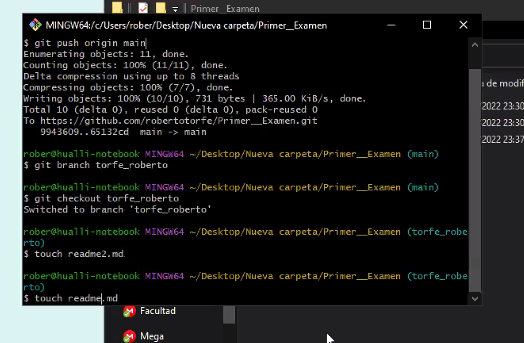 Primer__Examen
MINGW64:/c/Users/rober/Desktop/Nueva carpeta/Primer__Examen
$ git push origin main
Enumerating objects: 11, done.
Counting objects: 100% (11/11), done.
Delta compression using up to 8 threads
Compressing objects: 100% (7/7), done.
Writing objects: 100% (10/10), 731 bytes | 365.00 KiB/s, done.
Total 10 (delta 0), reused 0 (delta 0), pack-reused 0
To https://github.com/robertotorfe/Primer__Examen.git
9943609..65132cd  main -> main
rober@hualli-notebook MINGW64 ~/Desktop/Nueva carpeta/Primer__Examen (main)
$ git branch torfe_roberto
rober@hualli-notebook MINGW64 ~/Desktop/Nueva carpeta/Primer__Examen (main)
$ git checkout torfe_roberto
Switched to branch 'torfe_roberto'
rober@hualli-notebook MINGW64 ~/Desktop/Nueva carpeta/Primer__Examen (torfe_robe
rto)
$ touch readme2.md
rober@hualli-notebook MINGW64 ~/Desktop/Nueva carpeta/Primer__Examen (torfe_robe
rto)
$ touch readme.md
a de modif
2022 23:30
2022 23:30
2022 23:37
Facultad
Mega